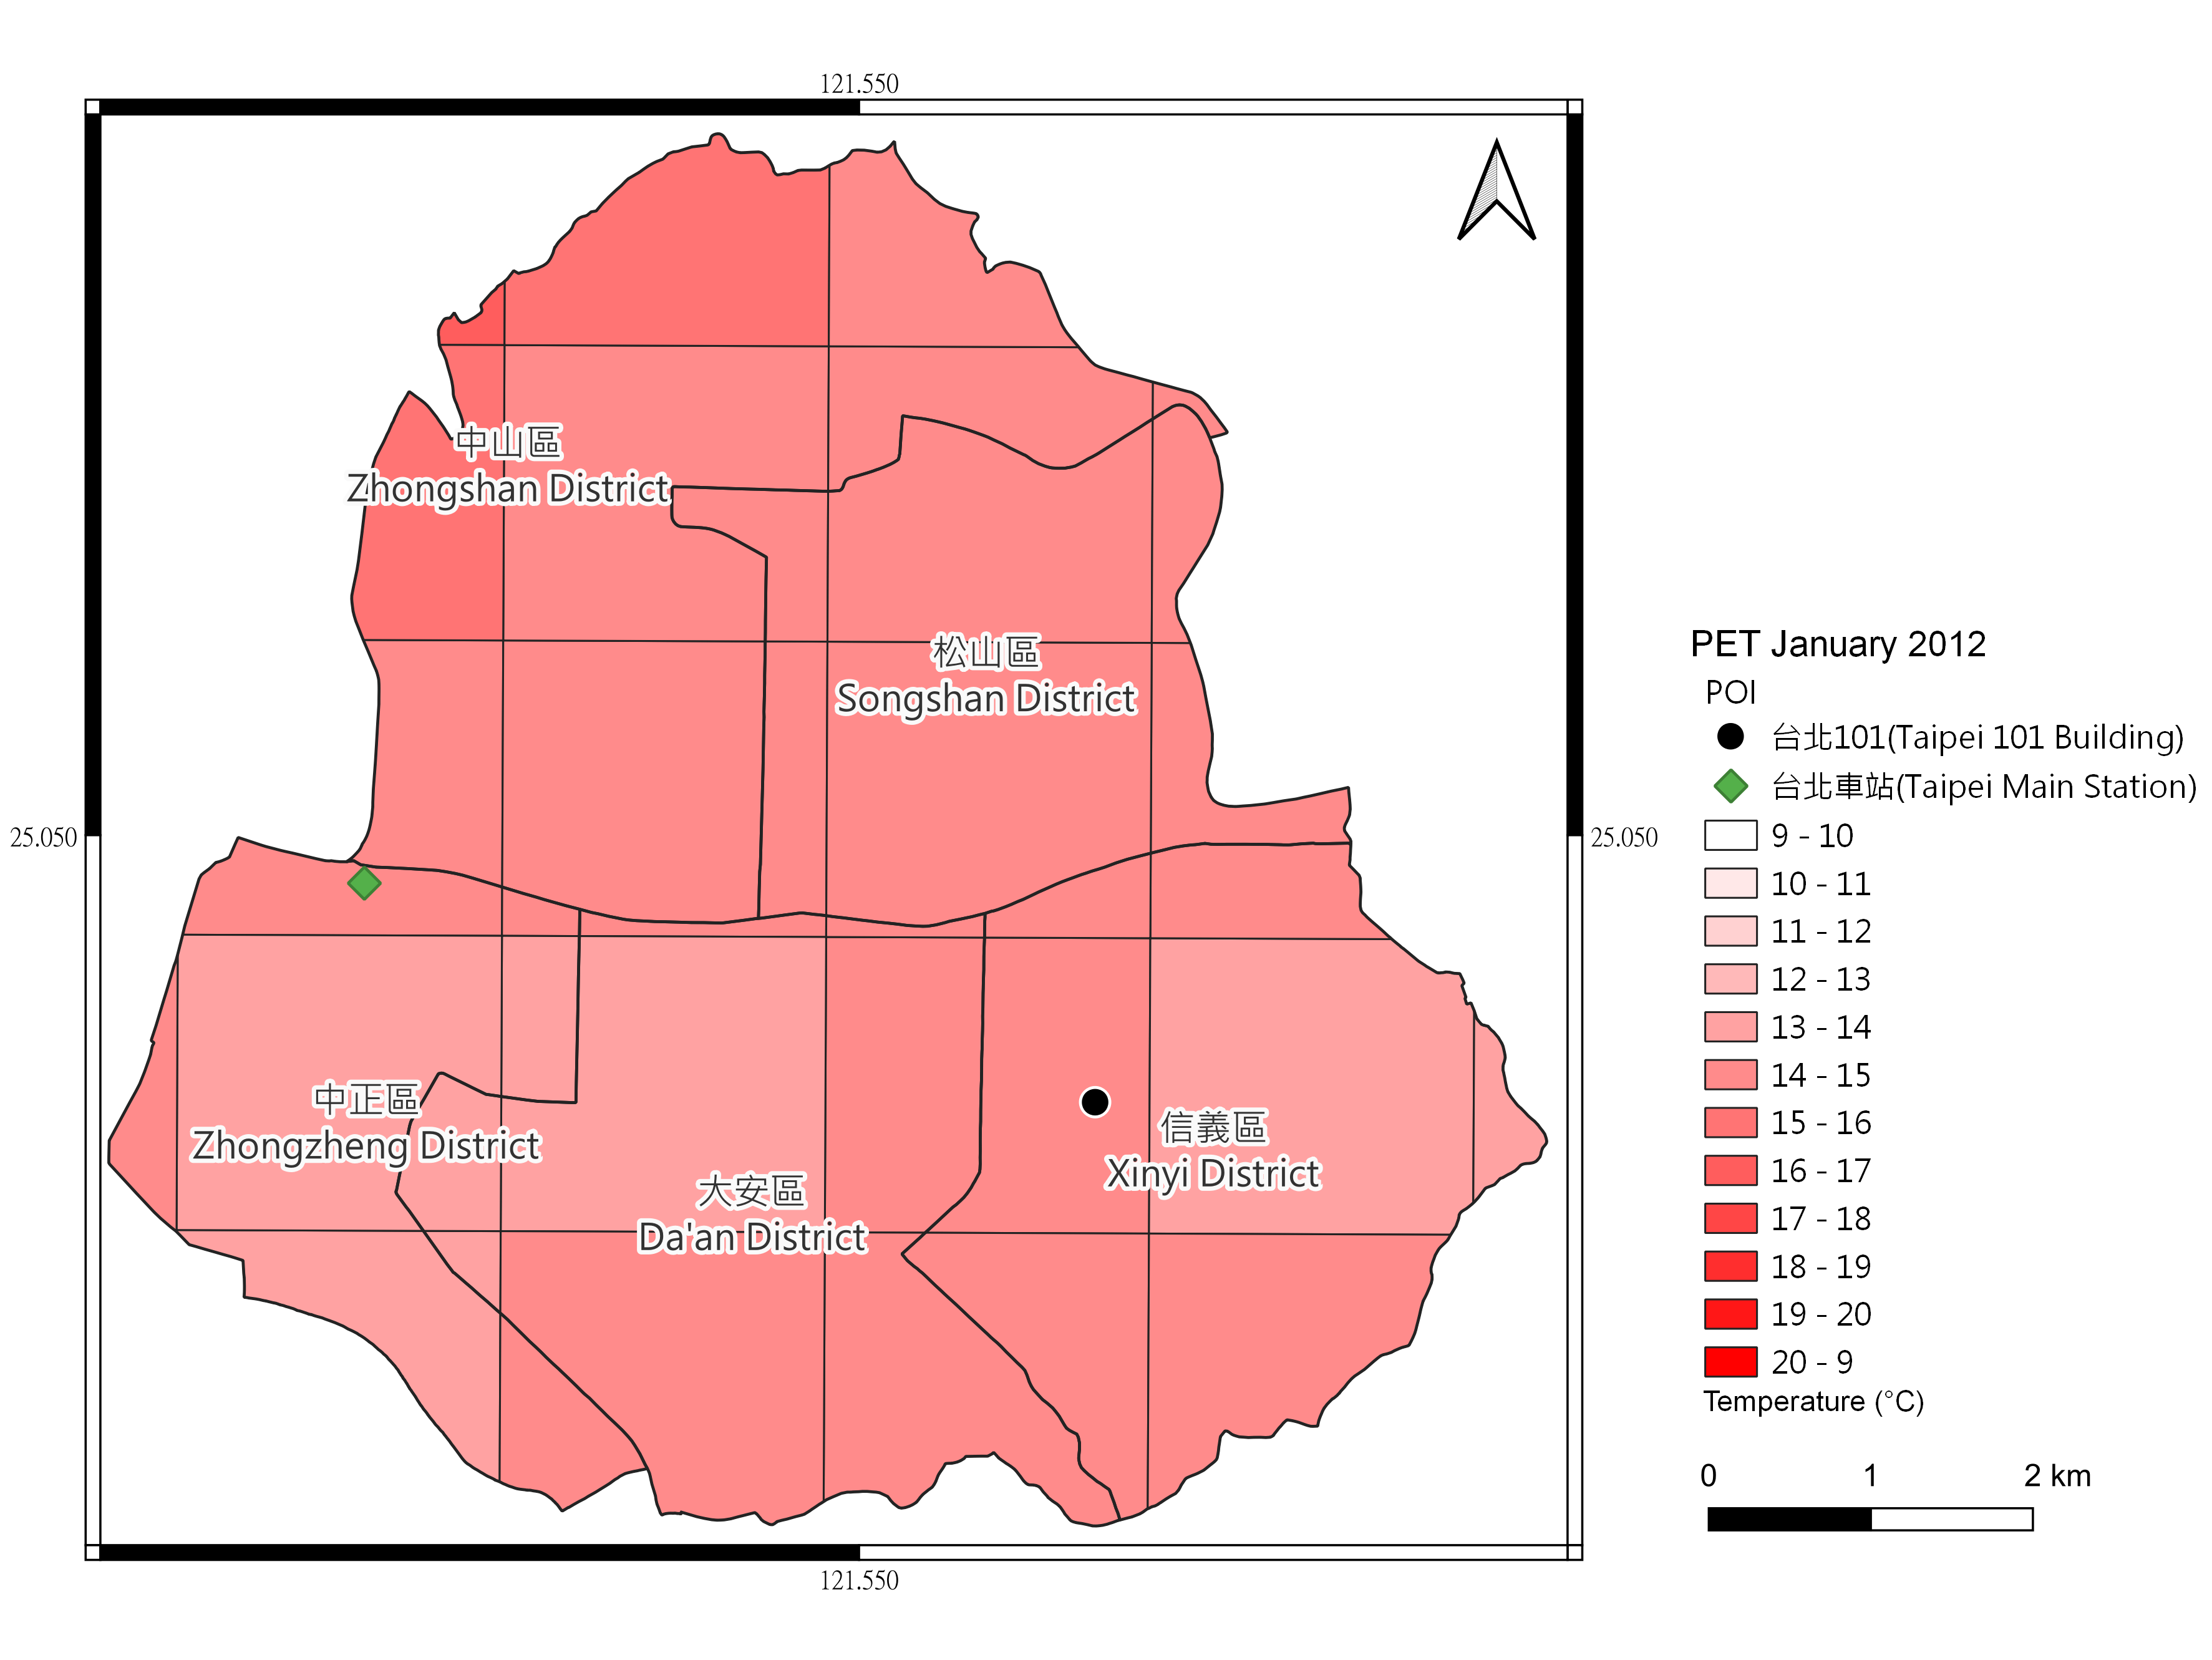 121.550
中山區
Zhongshan District
松山區
Songshan District
25.050
25.050
中正區
Zhongzheng District
大安區
Da'an District
信義區
Xinyi District
121.550
PET January 2012
POI
台北101(Taipei 101 Building)
台北車站(Taipei Main Station)
9 - 10
10 - 11
11 - 12
12 - 13
13 - 14
14 - 15
15 - 16
16 - 17
17 - 18
18 - 19
19 - 20
20 - 9
Temperature (°C)
0 1 2 km